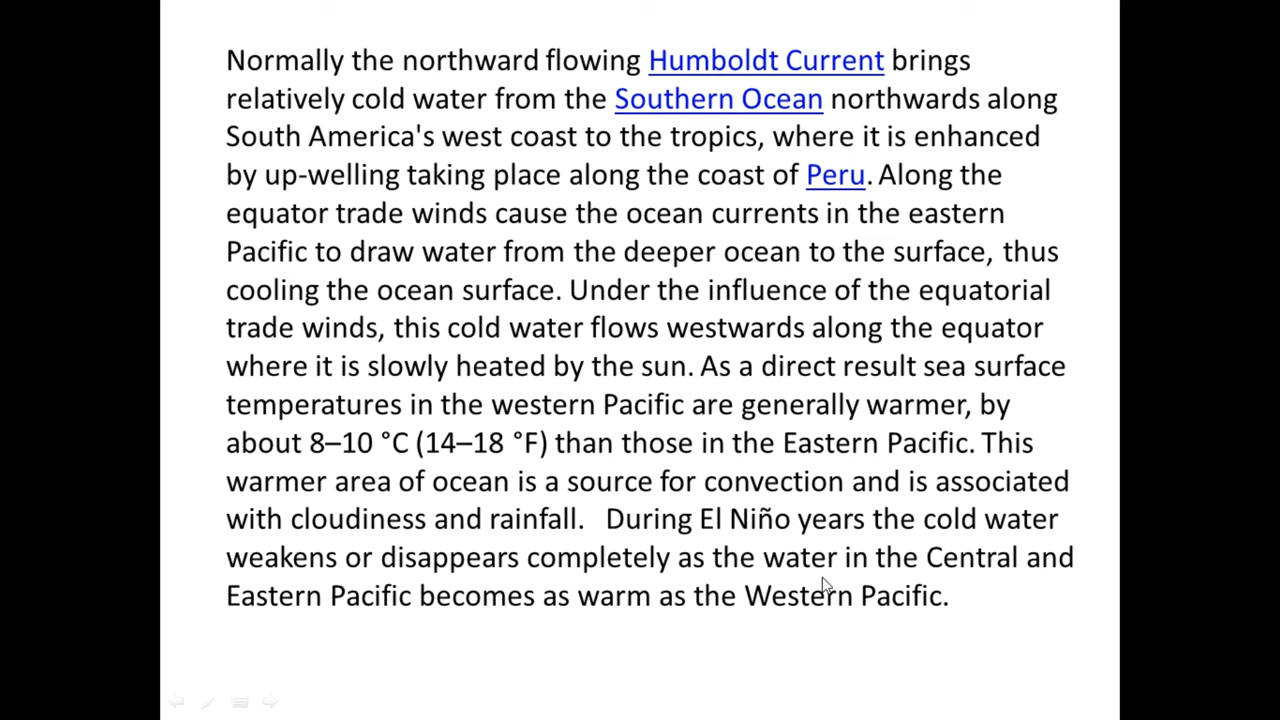 Normally the northward flowing Humboldt Current brings
relatively cold water from the Southern Ocean northwards along
South America's west coast to the tropics, where it is enhanced
by up-welling taking place along the coast of Peru. Along the
equator trade winds cause the ocean currents in the eastern
Pacific to draw water from the deeper ocean to the surface, thus
cooling the ocean surface. Under the influence of the equatorial
trade winds, this cold water flows westwards along the equator
where it is slowly heated by the sun. As a direct result sea surface
temperatures in the western Pacific are generally warmer, by
about 8–10 °C (14–18 °F) than those in the Eastern Pacific. This
warmer area of ocean is a source for convection and is associated
with cloudiness and rainfall.   During El Niño years the cold water
weakens or disappears completely as the water in the Central and
Eastern Pacific becomes as warm as the Western Pacific.